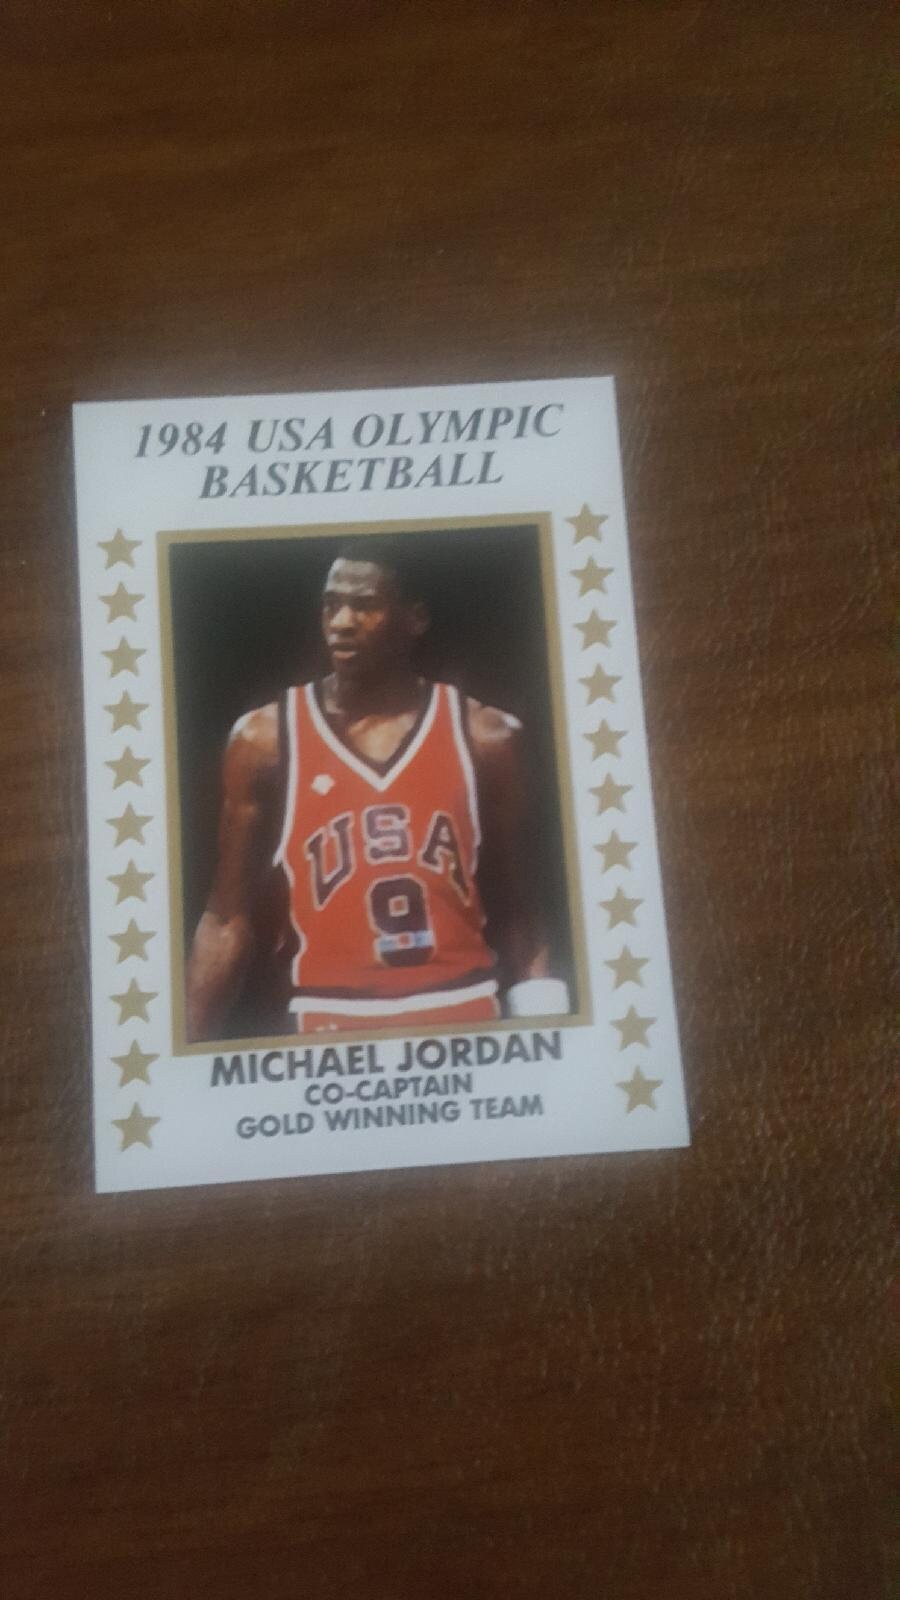 1984 USA OLYMPIC
BASKETBALL
USA
9
MICHAEL JORDAN
CO-CAPTAIN
GOLD WINNING TEAM